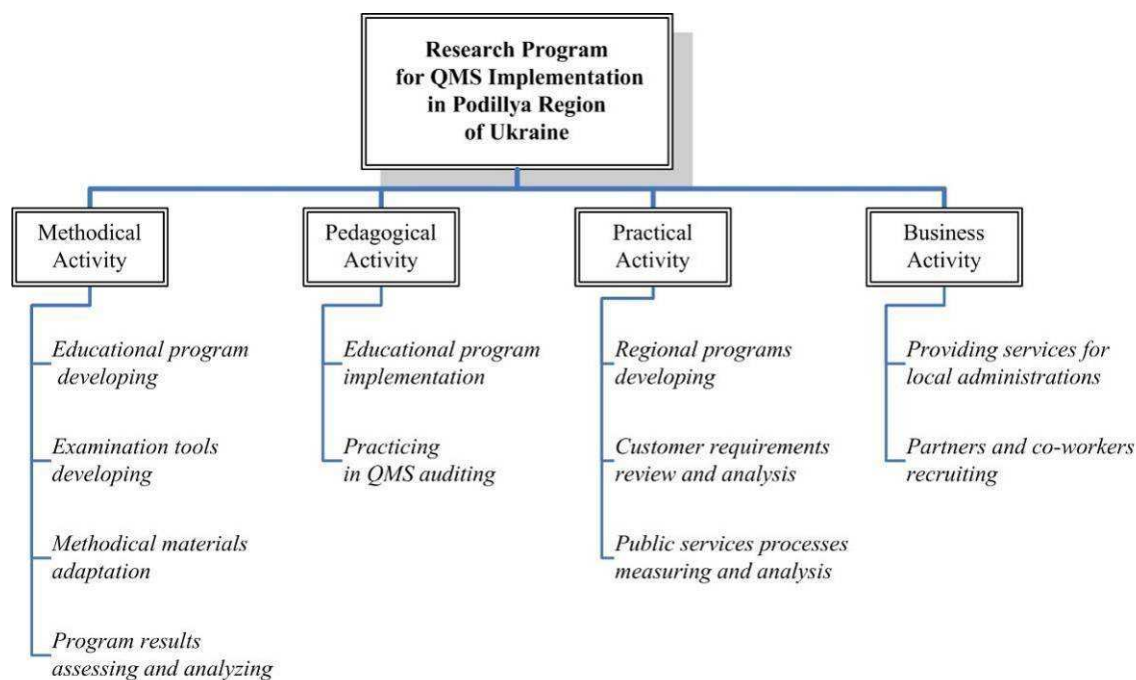 Research Program
for QMS Implementation
in Podillya Region
of Ukraine
Methodical
Activity
Educational program
developing
Examination tools
developing
Methodical materials
adaptation
Program results
assessing and analyzing
Pedagogical
Activity
Educational program
implementation
Practicing
in QMS auditing
Practical
Activity
Regional programs
developing
Customer requirements
review and analysis
Public services processes
measuring and analysis
Business
Activity
Providing services for
local administrations
Partners and co-workers
recruiting